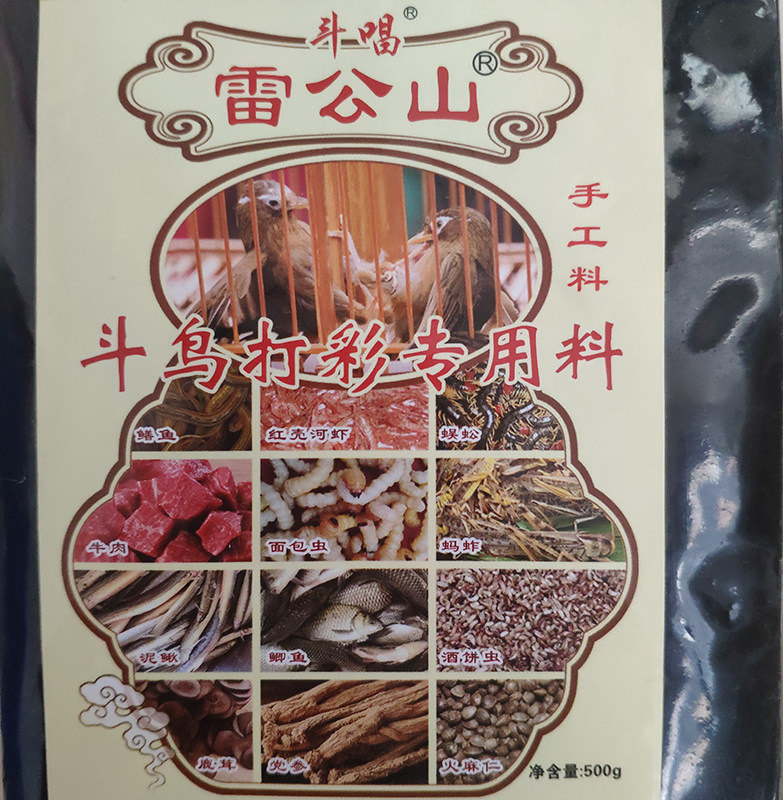 斗唱®
雷公山®
手工料
斗鸟打彩专用料
鳝鱼 红壳河虾 蜈蚣
牛肉 面包虫 蚂蚱
泥鳅 鲫鱼 酒饼虫
鹿茸 党参 火麻仁
净含量:500g